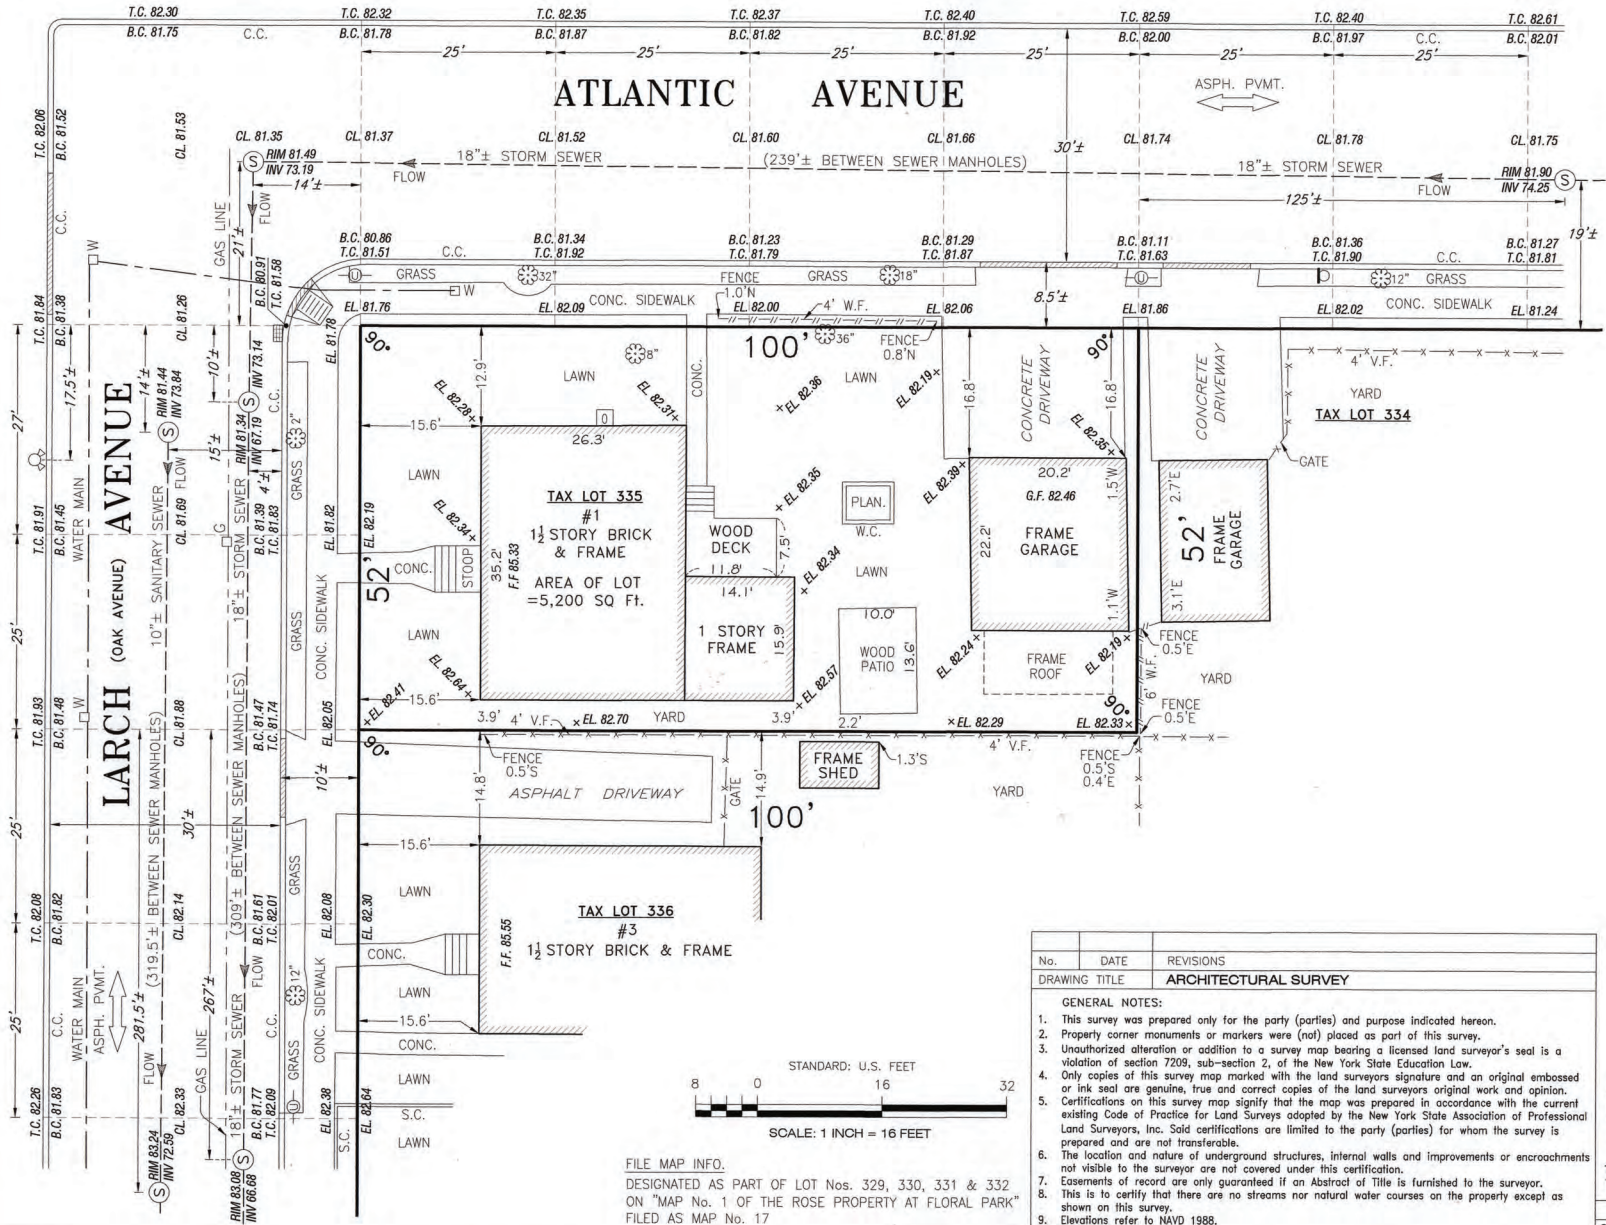 T.C. 82.30 T.C. 82.32 T.C. 82.35 T.C. 82.37 T.C. 82.40 T.C. 82.59 T.C. 82.40 T.C. 82.61
B.C. 81.75 C.C. B.C. 81.78 B.C. 81.87 B.C. 81.82 B.C. 81.92 B.C. 82.00 B.C. 81.97 C.C. B.C. 82.01
25' 25' 25' 25' 25' 25'
ATLANTIC AVENUE
ASPH. PVMT.
T.C. 82.06
B.C. 81.52
CL 81.53
CL. 81.35 CL. 81.37 CL. 81.52 CL. 81.60 CL. 81.66 CL. 81.74 CL. 81.78 CL. 81.75
30'±
S RIM 81.49 18"± STORM SEWER (239'± BETWEEN SEWER MANHOLES) 18"± STORM SEWER RIM 81.90 S
INV 73.19 FLOW FLOW INV 74.25
14'± 125'±
19'±
GAS LINE
21'±
FLOW
C.C.
W
B.C. 80.86 B.C. 81.34 B.C. 81.23 B.C. 81.29 B.C. 81.11 B.C. 81.36 B.C. 81.27
T.C. 81.51 C.C. T.C. 81.92 T.C. 81.79 T.C. 81.87 T.C. 81.63 T.C. 81.90 C.C. T.C. 81.81
U GRASS 32" FENCE GRASS 18" U 12" GRASS
W 1.0'N
8.5'±
CONC. SIDEWALK 4' W.F. CONC. SIDEWALK
EL 81.76 EL 82.09 EL 82.00 EL 82.06 EL 81.86 EL 82.02 EL 81.24
B.C. 80.91
T.C. 81.58
T.C. 81.84
B.C. 81.38
CL 81.26
EL 81.78
90° 100' 90°
36"
FENCE
0.8'N
8"
12.9'
LAWN
CONC.
LAWN
4' V.F.
YARD
TAX LOT 334
CONCRETE
DRIVEWAY
CONCRETE
DRIVEWAY
16.8' 16.8'
27'
17.5'±
14'±
10'±
RIM 81.44
INV 73.84
INV 73.14
RIM 81.34
INV 67.19
C.C.
S
S
15'±
4'±
2"
GRASS
EL 82.28 EL 82.31 EL 82.36 EL 82.19
15.6' 0
26.3'
EL 82.35
GATE
LARCH (OAK AVENUE) AVENUE
WATER MAIN
10"± SANITARY SEWER
FLOW
G
18"± STORM SEWER
LAWN
TAX LOT 335
#1
1½ STORY BRICK
& FRAME
AREA OF LOT
=5,200 SQ Ft.
35.2'
F.F 85.33
EL 82.34
EL 82.35
EL 82.39
20.2'
G.F. 82.46
1.5'W
2.7'E
PLAN.
W.C.
WOOD
DECK
7.5'
11.8'
EL 82.34
LAWN
22.2'
FRAME
GARAGE
52'
FRAME
GARAGE
T.C. 81.91
B.C. 81.45
CL 81.69
B.C. 81.39
T.C. 81.83
EL 81.82
EL 82.19
CONC.
STOOP
52'
14.1'
1 STORY
FRAME
15.9'
10.0'
WOOD
PATIO
13.6'
1.1'W
3.1'E
25'
GRASS
CONC. SIDEWALK
LAWN
EL 82.64
EL 82.57
EL 82.24
FRAME
ROOF
EL 82.19
FENCE
0.5'E
6' W.F.
YARD
W
15.6'
EL 82.41
90°
FENCE
0.5'E
T.C. 81.93
B.C. 81.48
CL 81.88
B.C. 81.47
T.C. 81.74
EL 82.05
3.9' 4' V.F. EL 82.70 YARD 3.9' 2.2' EL 82.29 EL 82.33
90°
4' V.F.
FENCE
0.5'S
FRAME
SHED
1.3'S
FENCE
0.5'S
0.4'E
(319.5'± BETWEEN SEWER MANHOLES)
(309'± BETWEEN SEWER MANHOLES)
10'±
14.8'
ASPHALT DRIVEWAY
GATE
14.9'
YARD
100'
25'
30'±
15.6'
GRASS
LAWN
T.C. 82.08
B.C. 81.82
CL 82.14
B.C. 81.61
T.C. 82.01
EL 82.08
EL 82.30
TAX LOT 336
#3
1½ STORY BRICK & FRAME
F.F. 85.55
CONC.
LAWN
15.6'
CONC.
LAWN
S.C.
LAWN
S.C.
25'
C.C.
WATER MAIN
ASPH. PVMT.
281.5'±
FLOW
267'±
GAS LINE
18"± STORM SEWER
FLOW
C.C.
12"
GRASS
U
CONC. SIDEWALK
T.C. 82.26
B.C. 81.83
CL 82.33
B.C. 81.77
T.C. 82.09
EL 82.38
EL 82.64
RIM 83.24
INV 72.59
S
RIM 83.08
INV 66.68
S
STANDARD: U.S. FEET
8 0 16 32
SCALE: 1 INCH = 16 FEET
FILE MAP INFO.
DESIGNATED AS PART OF LOT Nos. 329, 330, 331 & 332
ON "MAP No. 1 OF THE ROSE PROPERTY AT FLORAL PARK"
FILED AS MAP No. 17
No. DATE REVISIONS
DRAWING TITLE ARCHITECTURAL SURVEY
GENERAL NOTES:
1. This survey was prepared only for the party (parties) and purpose indicated hereon.
2. Property corner monuments or markers were (not) placed as part of this survey.
3. Unauthorized alteration or addition to a survey map bearing a licensed land surveyor's seal is a
violation of section 7209, sub-section 2, of the New York State Education Law.
4. Only copies of this survey map marked with the land surveyors signature and an original embossed
or ink seal are genuine, true and correct copies of the land surveyors original work and opinion.
5. Certifications on this survey map signify that the map was prepared in accordance with the current
existing Code of Practice for Land Surveys adopted by the New York State Association of Professional
Land Surveyors, Inc. Said certifications are limited to the party (parties) for whom the survey is
prepared and are not transferable.
6. The location and nature of underground structures, internal walls and improvements or encroachments
not visible to the surveyor are not covered under this certification.
7. Easements of record are only guaranteed if an Abstract of Title is furnished to the surveyor.
8. This is to certify that there are no streams nor natural water courses on the property except as
shown on this survey.
9. Elevations refer to NAVD 1988.